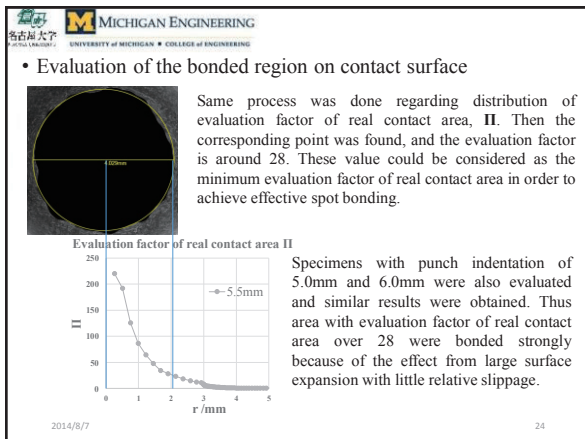 名古屋大学
MICHIGAN ENGINEERING
UNIVERSITY of MICHIGAN • COLLEGE of ENGINEERING
• Evaluation of the bonded region on contact surface
4.029mm
Same process was done regarding distribution of
evaluation factor of real contact area, II. Then the
corresponding point was found, and the evaluation factor
is around 28. These value could be considered as the
minimum evaluation factor of real contact area in order to
achieve effective spot bonding.
Evaluation factor of real contact area II
250
200
150
100
50
0
II
5.5mm
0 1 2 3 4 5
r /mm
Specimens with punch indentation of
5.0mm and 6.0mm were also evaluated
and similar results were obtained. Thus
area with evaluation factor of real contact
area over 28 were bonded strongly
because of the effect from large surface
expansion with little relative slippage.
2014/8/7
24